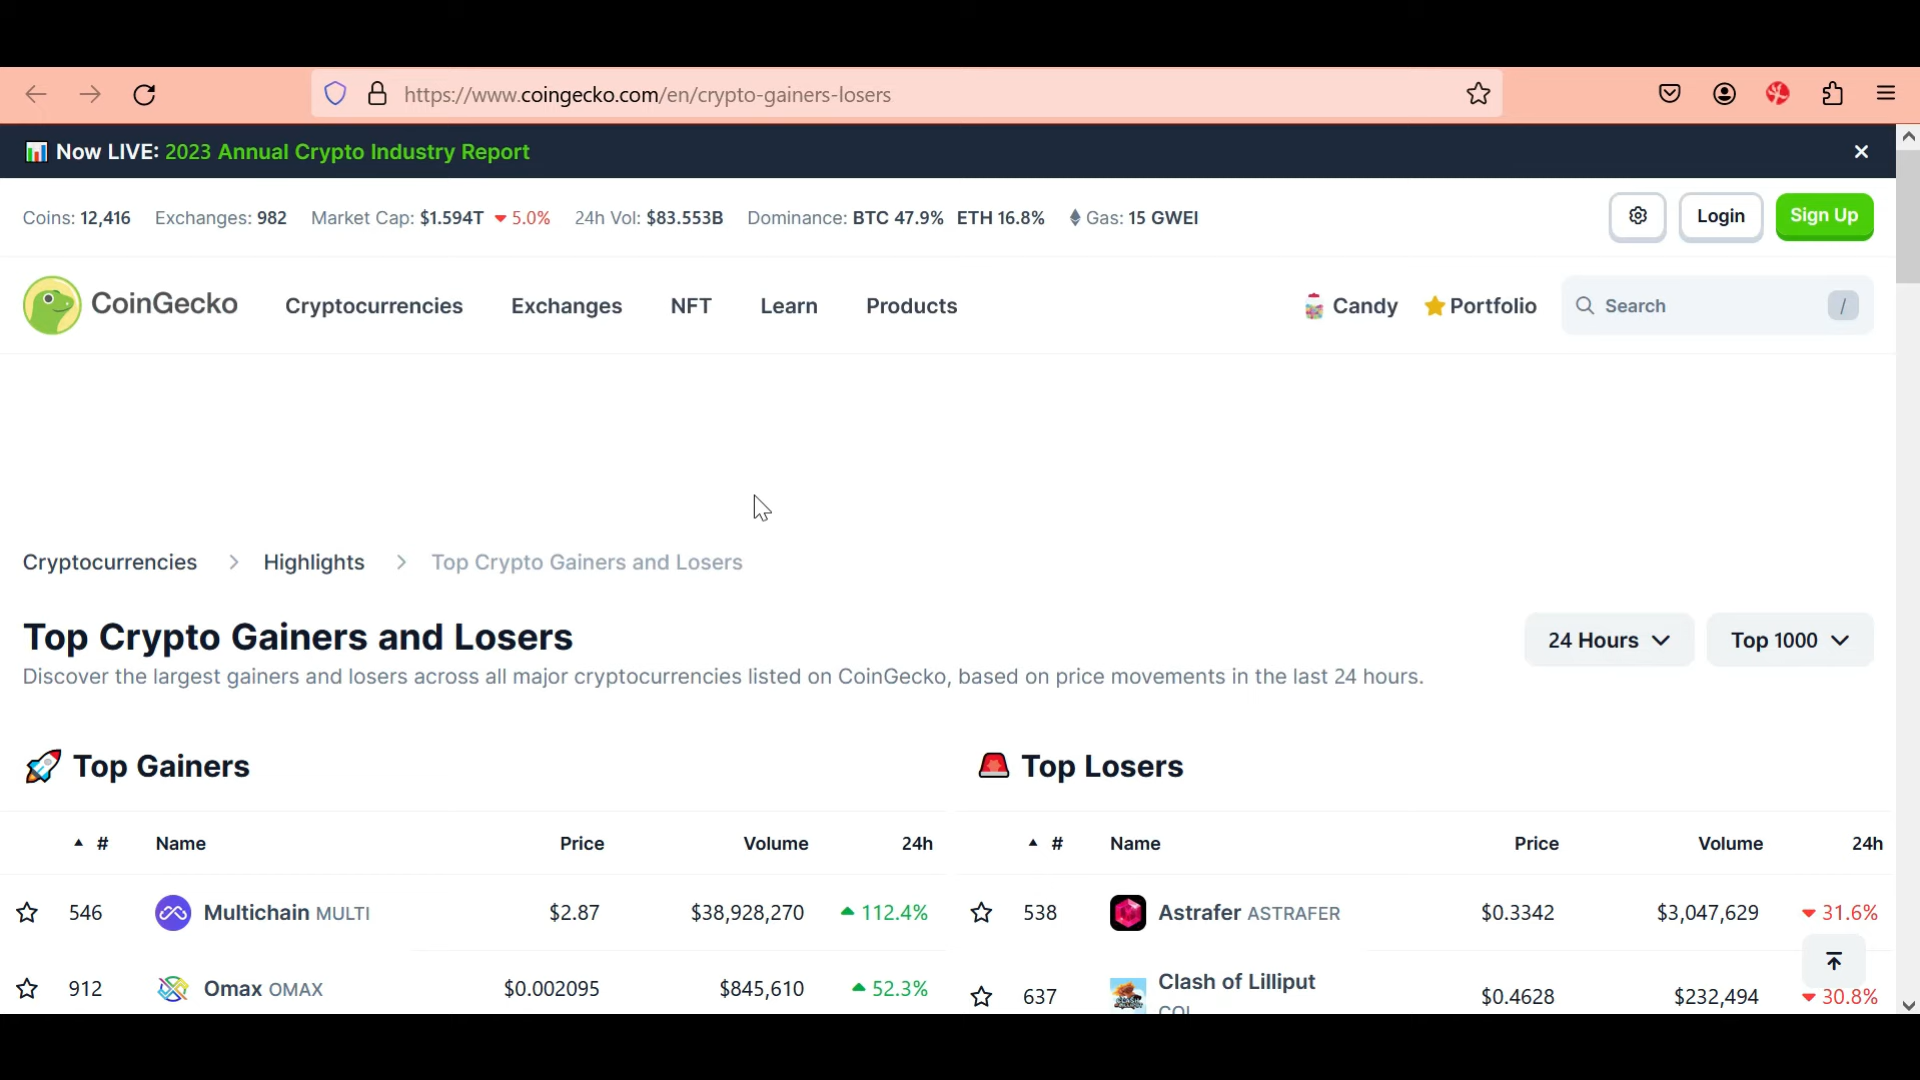 https://www.coingecko.com/en/crypto-gainers-losers
Now LIVE: 2023 Annual Crypto Industry Report
Coins: 12,416 Exchanges: 982 Market Cap: $1.594T 5.0% 24h Vol: $83.553B Dominance: BTC 47.9% ETH 16.8% Gas: 15 GWEI Login Sign Up
CoinGecko Cryptocurrencies Exchanges NFT Learn Products Candy Portfolio Search /
Cryptocurrencies > Highlights > Top Crypto Gainers and Losers
Top Crypto Gainers and Losers 24 Hours Top 1000
Discover the largest gainers and losers across all major cryptocurrencies listed on CoinGecko, based on price movements in the last 24 hours.
Top Gainers
# Name Price Volume 24h
546 Multichain MULTI $2.87 $38,928,270 112.4%
912 Omax OMAX $0.002095 $845,610 52.3%
Top Losers
# Name Price Volume 24h
538 Astrafer ASTRAFER $0.3342 $3,047,629 31.6%
637 Clash of Lilliput $0.4628 $232,494 30.8%